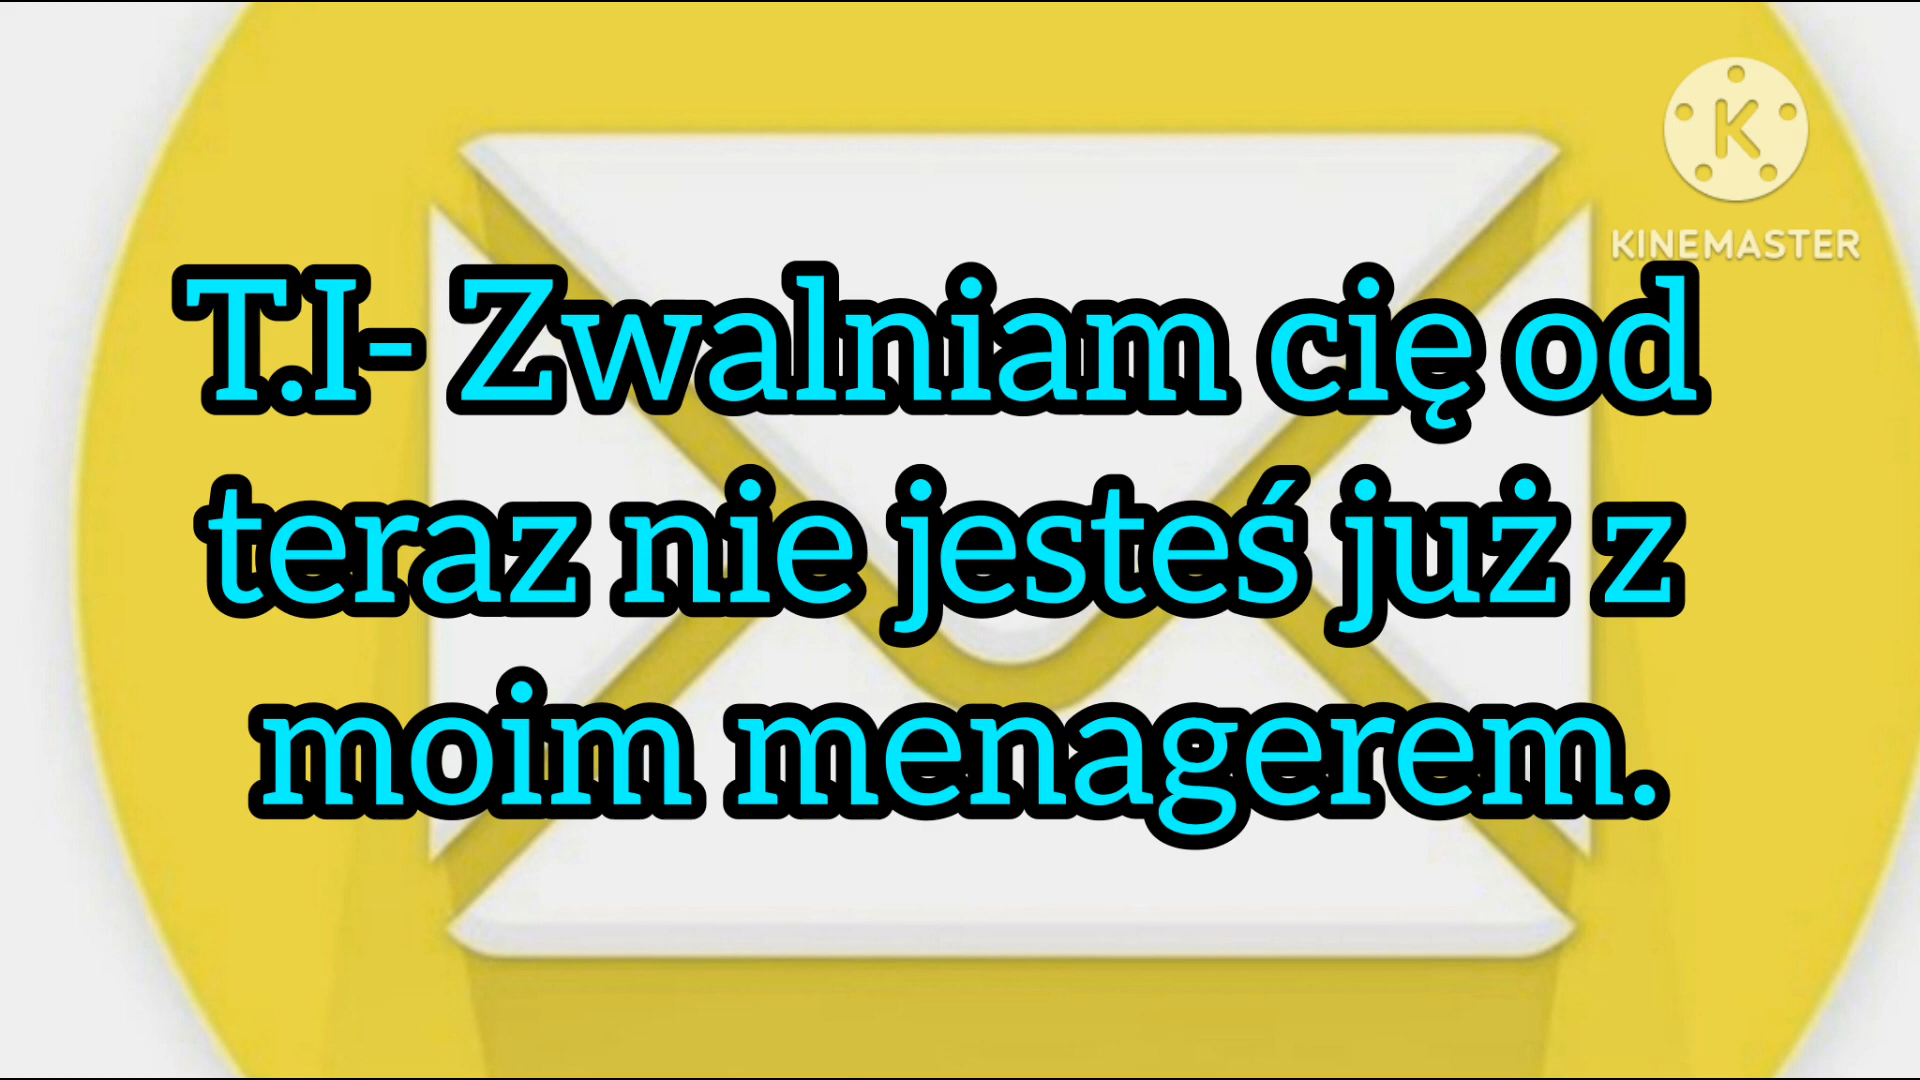 K
KINEMASTER
T.I- Zwalniam cię od
teraz nie jesteś już z
moim menagerem.